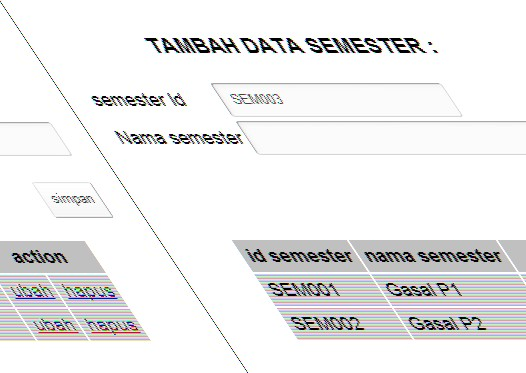 TAMBAH DATA SEMESTER :
semester Id SEM003
Nama semester
simpan
id semester nama semester action
SEM001 Gasal P1 ubah hapus
SEM002 Gasal P2 ubah hapus